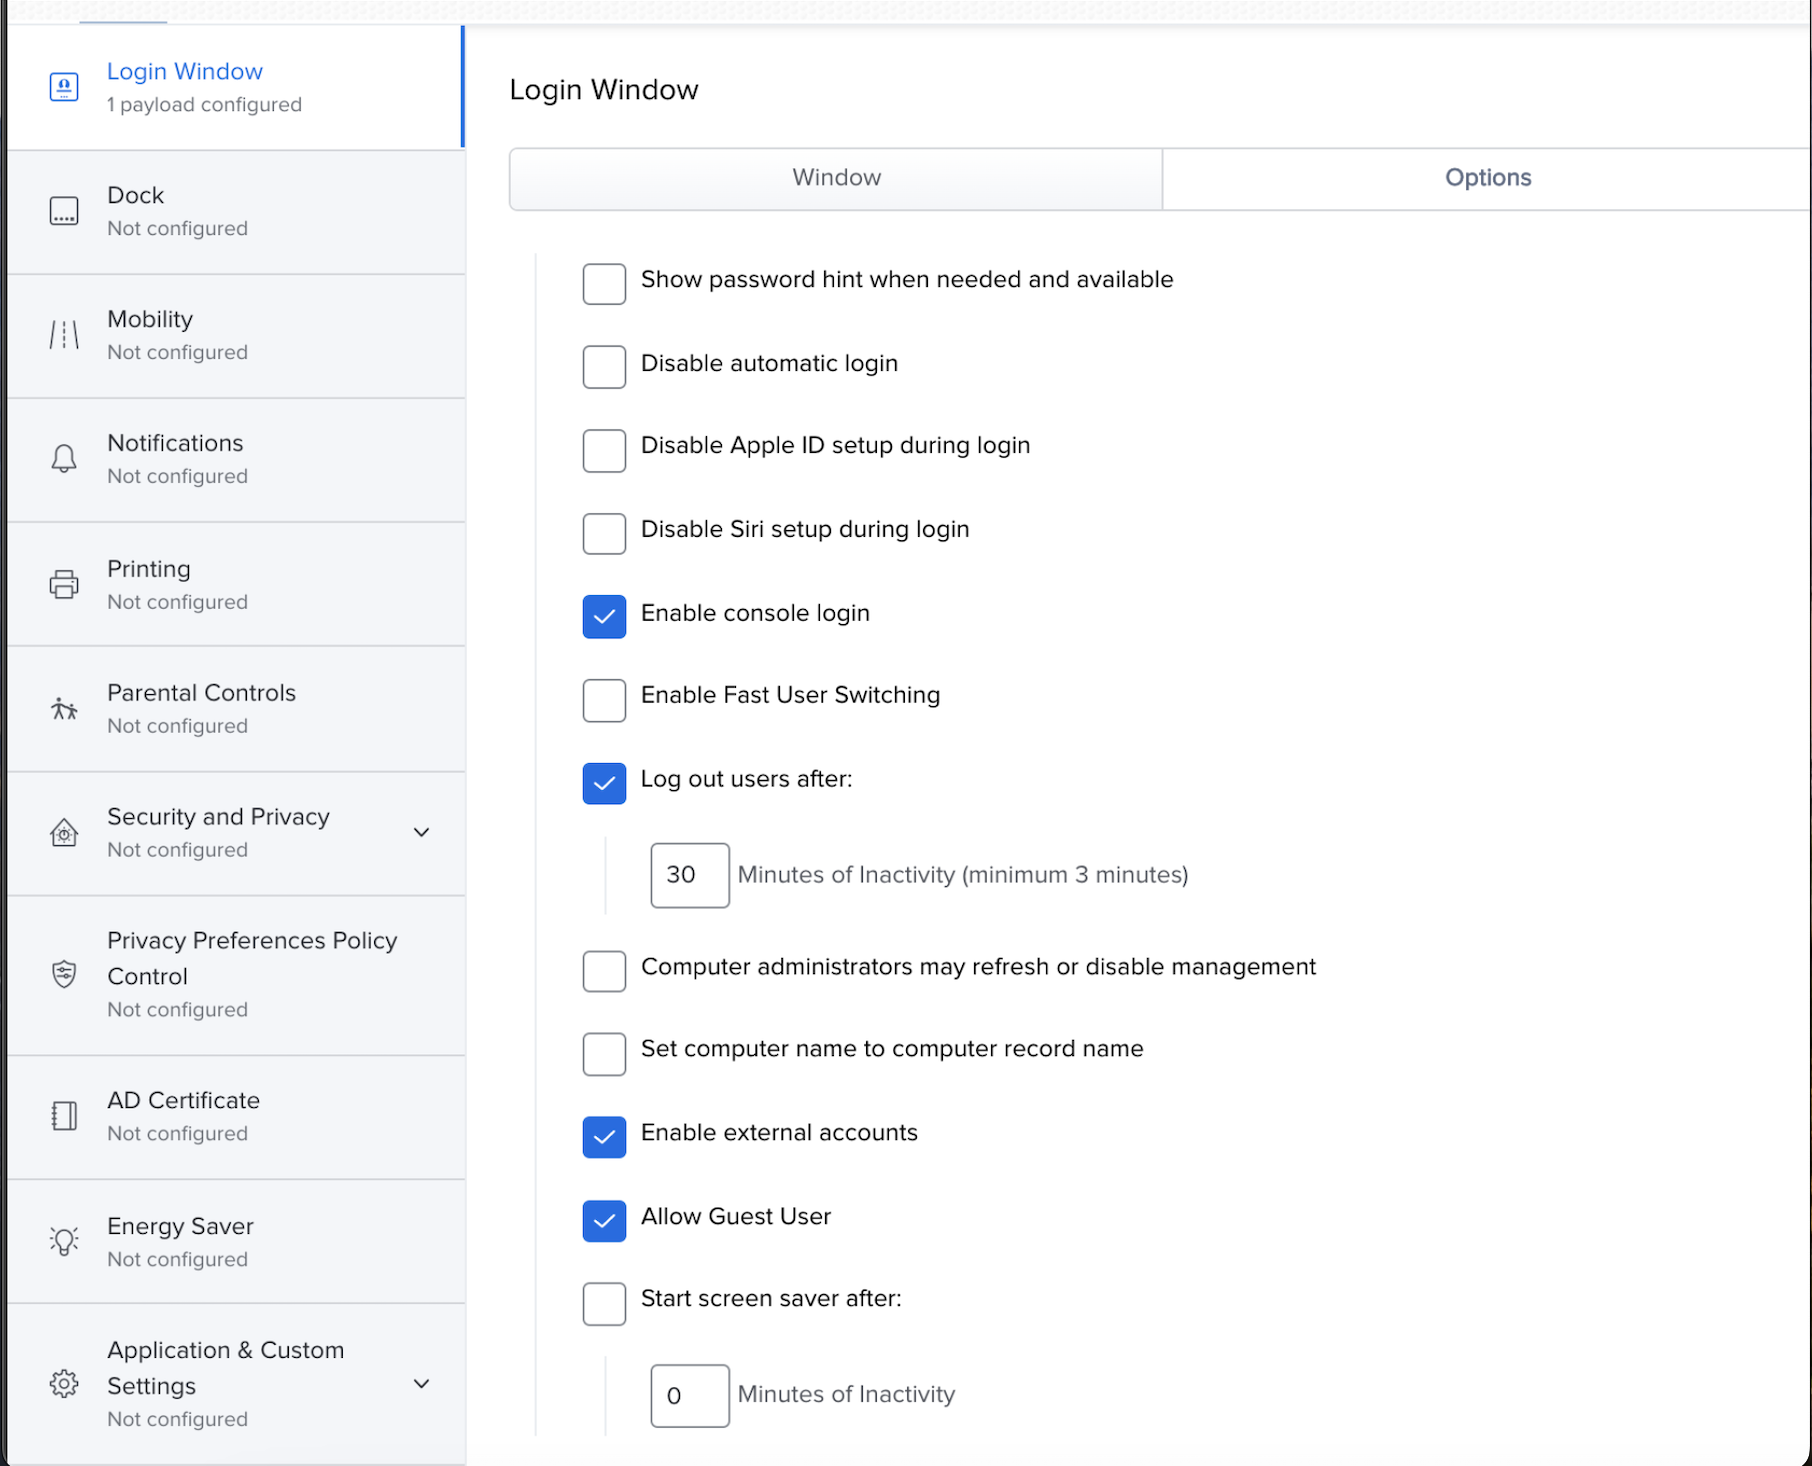 Login Window
1 payload configured
Dock
Not configured
Mobility
Not configured
Notifications
Not configured
Printing
Not configured
Parental Controls
Not configured
Security and Privacy
Not configured
Privacy Preferences Policy
Control
Not configured
AD Certificate
Not configured
Energy Saver
Not configured
Application & Custom
Settings
Not configured
Login Window
Window
Options
Show password hint when needed and available
Disable automatic login
Disable Apple ID setup during login
Disable Siri setup during login
Enable console login
Enable Fast User Switching
Log out users after:
30 Minutes of Inactivity (minimum 3 minutes)
Computer administrators may refresh or disable management
Set computer name to computer record name
Enable external accounts
Allow Guest User
Start screen saver after:
0 Minutes of Inactivity